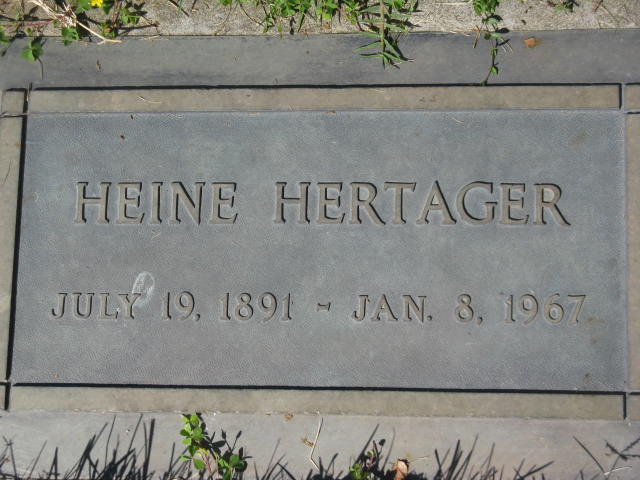 HEINE HERTAGER
JULY 19, 1891 - JAN. 8, 1967